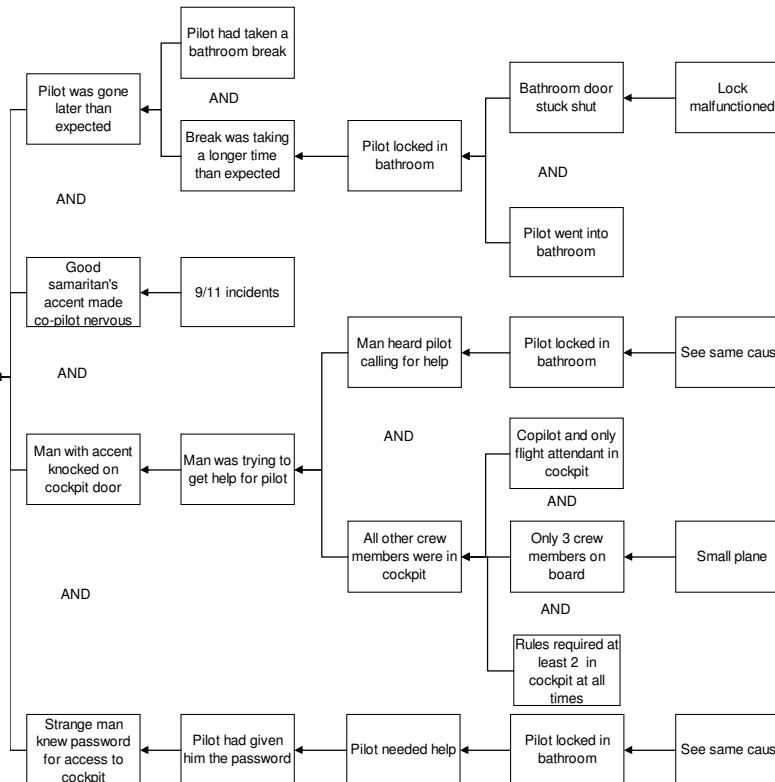 Pilot had taken a
bathroom break
Pilot was gone
later than
expected
AND
Break was taking
a longer time
than expected
Pilot locked in
bathroom
Bathroom door
stuck shut
Lock
malfunctioned
AND
Pilot went into
bathroom
AND
Good
samaritan's
accent made
co-pilot nervous
9/11 incidents
AND
Man heard pilot
calling for help
Pilot locked in
bathroom
See same caus
Man with accent
knocked on
cockpit door
Man was trying to
get help for pilot
AND
Copilot and only
flight attendant in
cockpit
AND
All other crew
members were in
cockpit
Only 3 crew
members on
board
Small plane
AND
AND
Rules required at
least 2 in
cockpit at all
times
Strange man
knew password
for access to
cockpit
Pilot had given
him the password
Pilot needed help
Pilot locked in
bathroom
See same caus